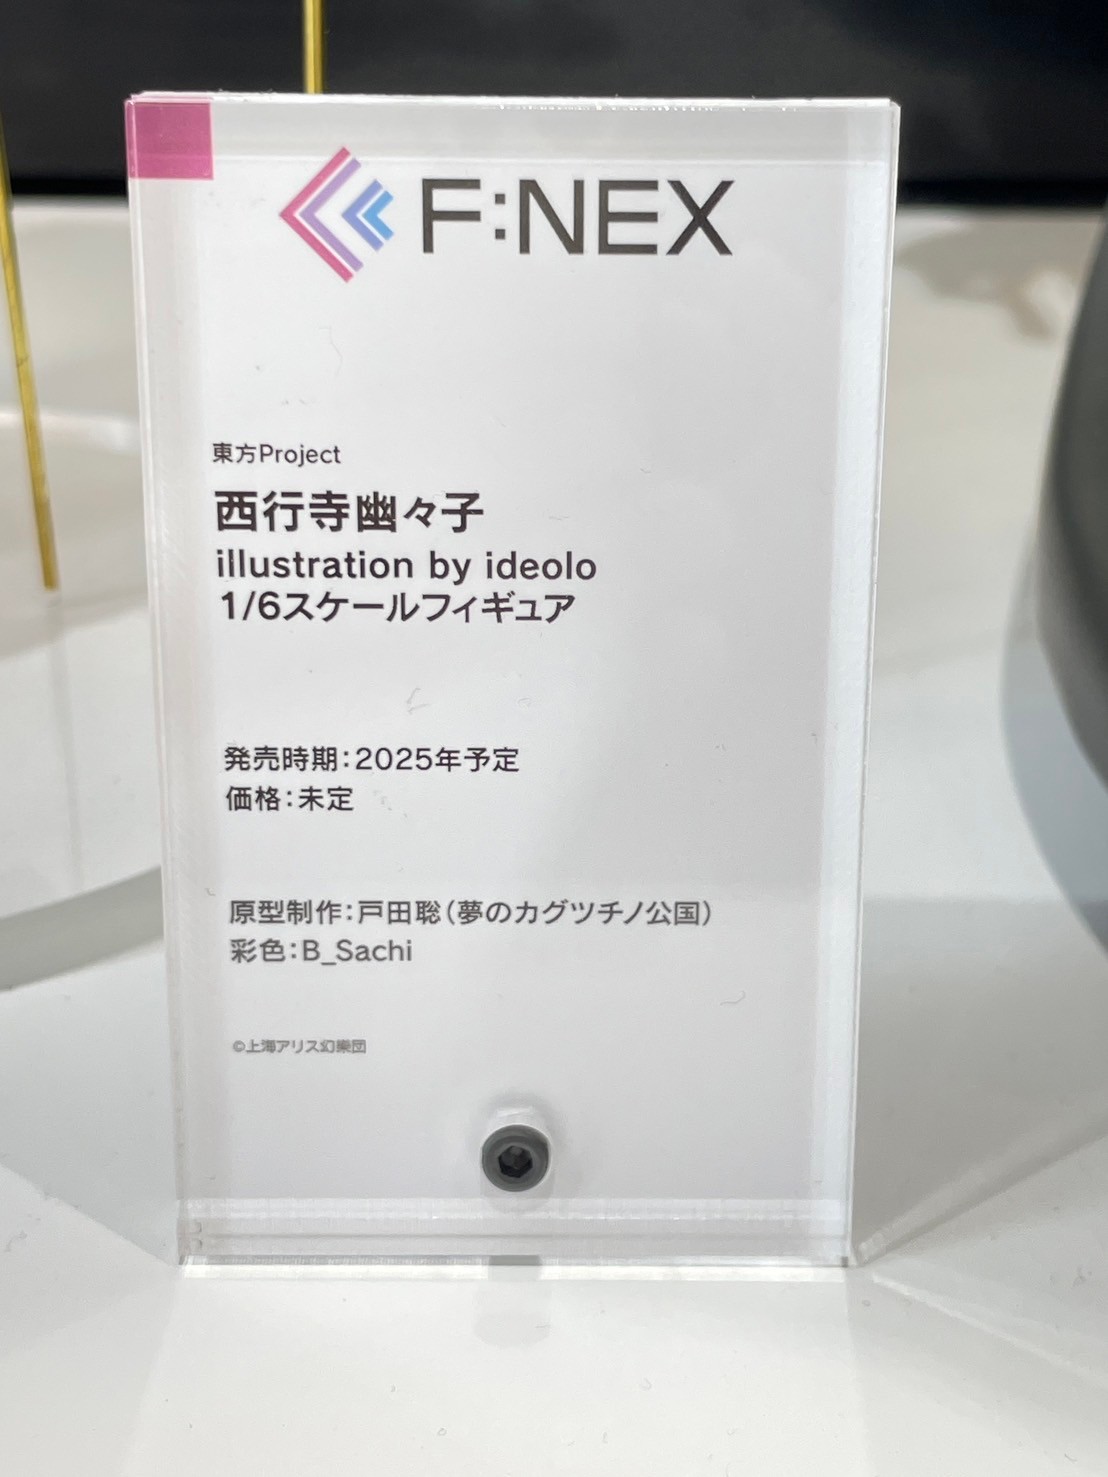 F:NEX
東方Project
西行寺幽々子
illustration by ideolo
1/6スケールフィギュア
発売時期：2025年予定
価格：未定
原型制作：戸田聡（夢のカグツチノ公国）
彩色：B_Sachi
©上海アリス幻樂団